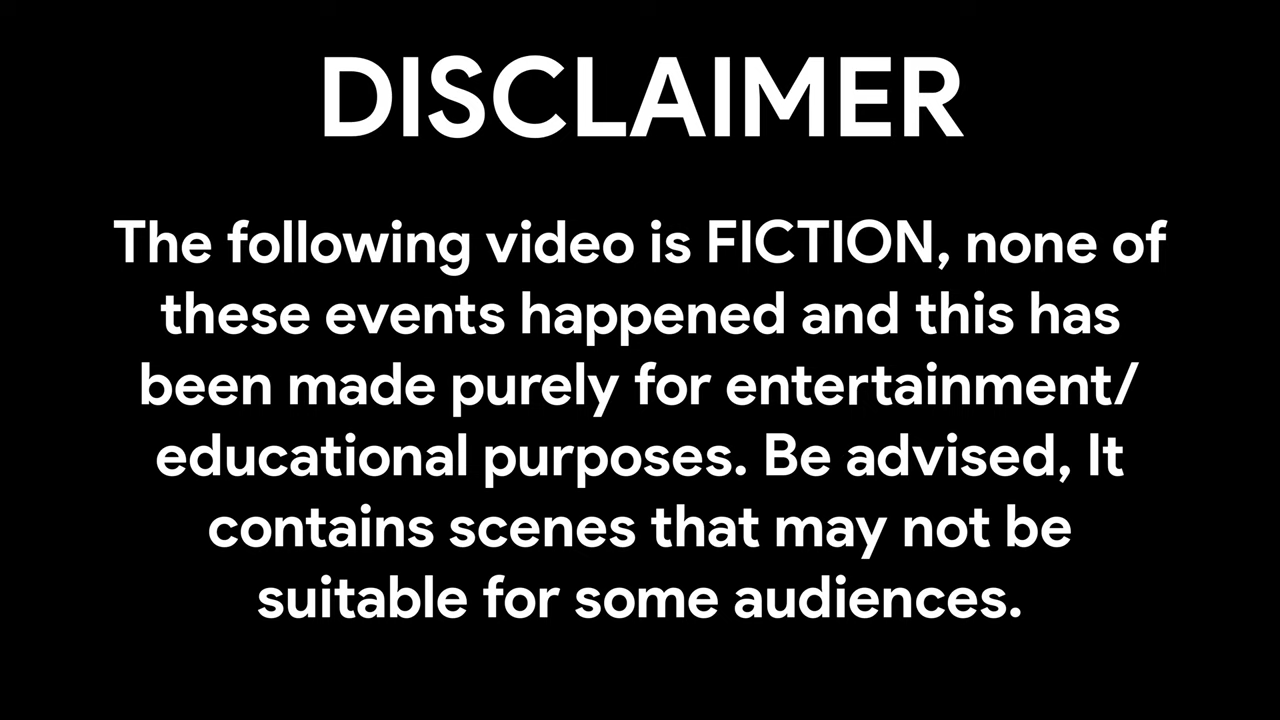 DISCLAIMER
The following video is FICTION, none of
these events happened and this has
been made purely for entertainment/
educational purposes. Be advised, It
contains scenes that may not be
suitable for some audiences.